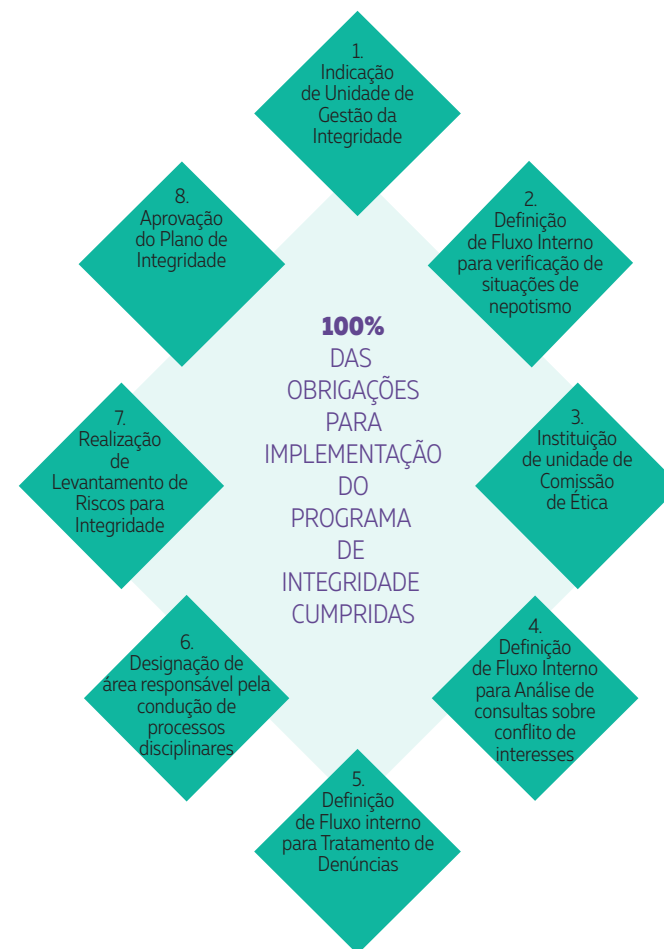 1.
Indicação
de Unidade de
Gestão da
Integridade
2.
Definição
de Fluxo Interno
para verificação de
situações de
nepotismo
3.
Instituição
de unidade de
Comissão
de Ética
4.
Definição
de Fluxo Interno
para Análise de
consultas sobre
conflito de
interesses
5.
Definição
de Fluxo interno
para Tratamento de
Denúncias
6.
Designação de
área responsável pela
condução de
processos
disciplinares
7.
Realização
de
Levantamento de
Riscos para
Integridade
8.
Aprovação
do Plano de
Integridade
100%
DAS
OBRIGAÇÕES
PARA
IMPLEMENTAÇÃO
DO
PROGRAMA
DE
INTEGRIDADE
CUMPRIDAS